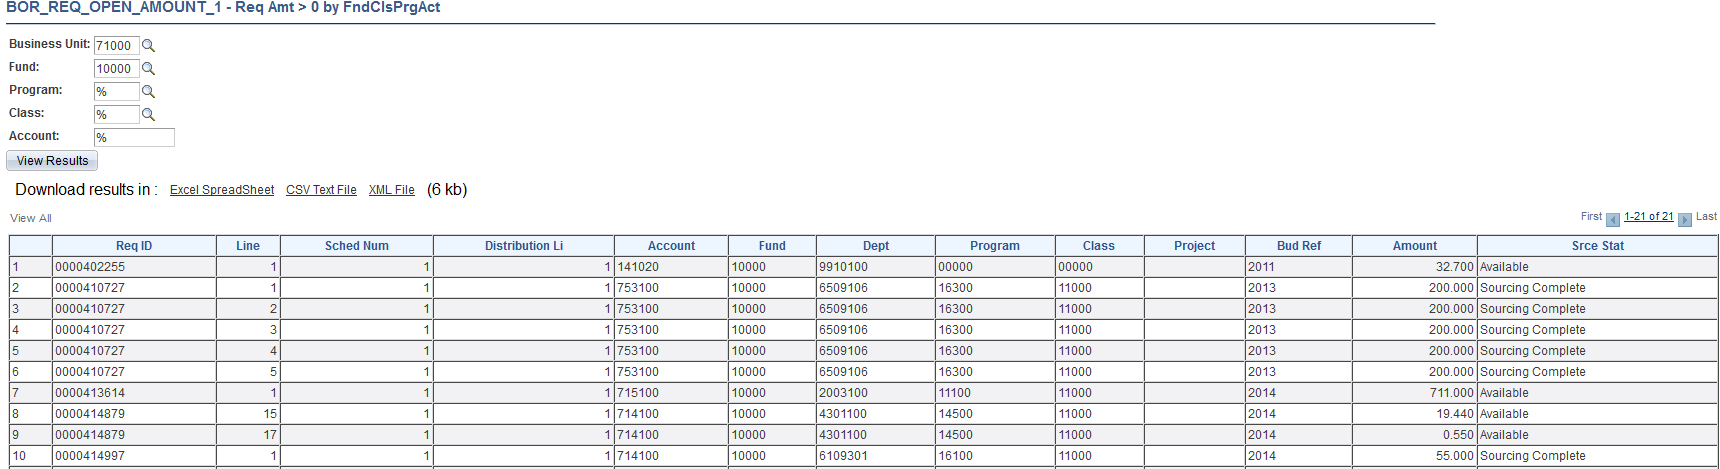 BOR_REQ_OPEN_AMOUNT_1 - Req Amt > 0 by FndClsPrgAct
Business Unit: 71000
Fund: 10000
Program: %
Class: %
Account: %
View Results
Download results in : Excel SpreadSheet CSV Text File XML File (6 kb)
View All First 1-21 of 21 Last
Req ID Line Sched Num Distribution Li Account Fund Dept Program Class Project Bud Ref Amount Srce Stat
1 0000402255 1 1 1 141020 10000 9910100 00000 00000 2011 32.700 Available
2 0000410727 1 1 1 753100 10000 6509106 16300 11000 2013 200.000 Sourcing Complete
3 0000410727 2 1 1 753100 10000 6509106 16300 11000 2013 200.000 Sourcing Complete
4 0000410727 3 1 1 753100 10000 6509106 16300 11000 2013 200.000 Sourcing Complete
5 0000410727 4 1 1 753100 10000 6509106 16300 11000 2013 200.000 Sourcing Complete
6 0000410727 5 1 1 753100 10000 6509106 16300 11000 2013 200.000 Sourcing Complete
7 0000413614 1 1 1 715100 10000 2003100 11100 11000 2014 711.000 Available
8 0000414879 15 1 1 714100 10000 4301100 14500 11000 2014 19.440 Available
9 0000414879 17 1 1 714100 10000 4301100 14500 11000 2014 0.550 Available
10 0000414997 1 1 1 714100 10000 6109301 16100 11000 2014 55.000 Sourcing Complete